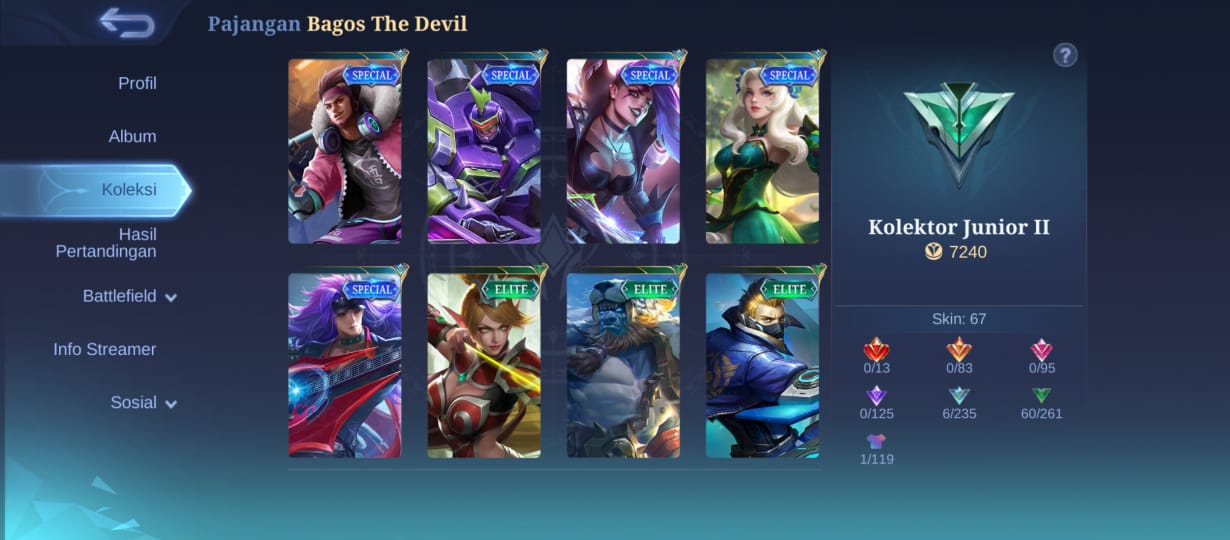 Pajangan Bagos The Devil
Profil
Album
Koleksi
Hasil
Pertandingan
Battlefield
Info Streamer
Sosial
SPECIAL
SPECIAL
SPECIAL
SPECIAL
SPECIAL
ELITE
ELITE
ELITE
?
Kolektor Junior II
7240
Skin: 67
0/13
0/83
0/95
0/125
6/235
60/261
1/119